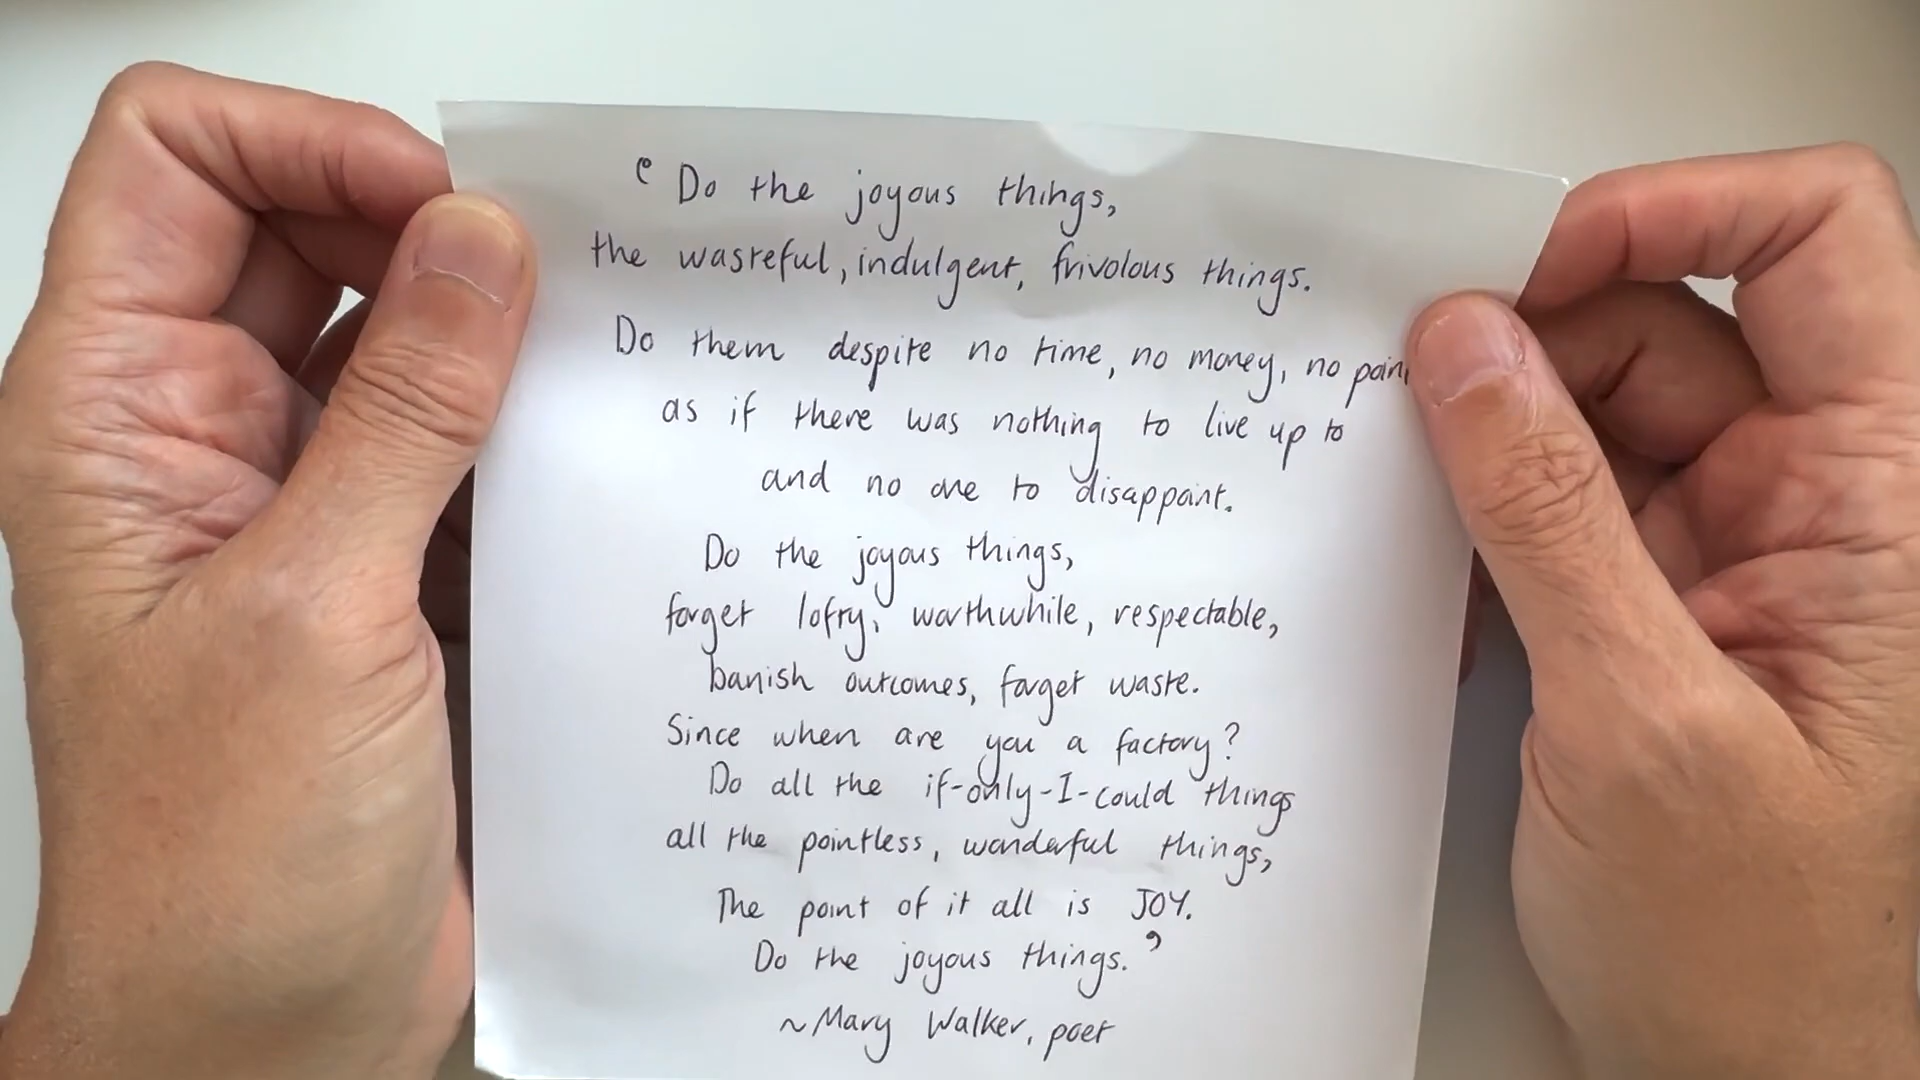 ‘Do the joyous things,
the wasteful, indulgent, frivolous things.
Do them despite no time, no money, no
as if there was nothing to live up to
and no one to disappoint.
Do the joyous things,
forget lofty, worthwhile, respectable,
banish outcomes, forget waste.
Since when are you a factory?
Do all the if-only-I-could things
all the pointless, wonderful things,
The point of it all is JOY.
Do the joyous things.’
~Mary Walker, poet